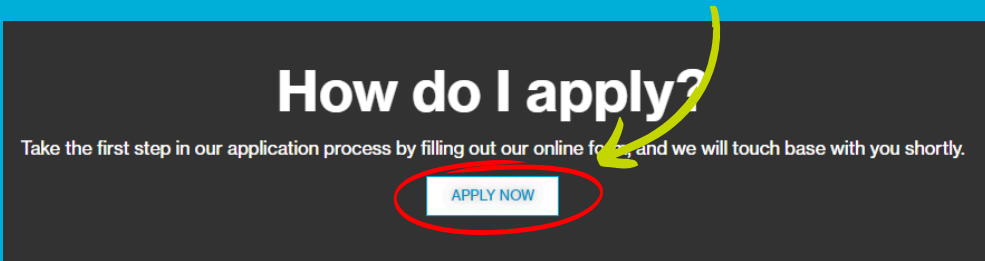 How do I apply?
Take the first step in our application process by filling out our online form, and we will touch base with you shortly.
APPLY NOW